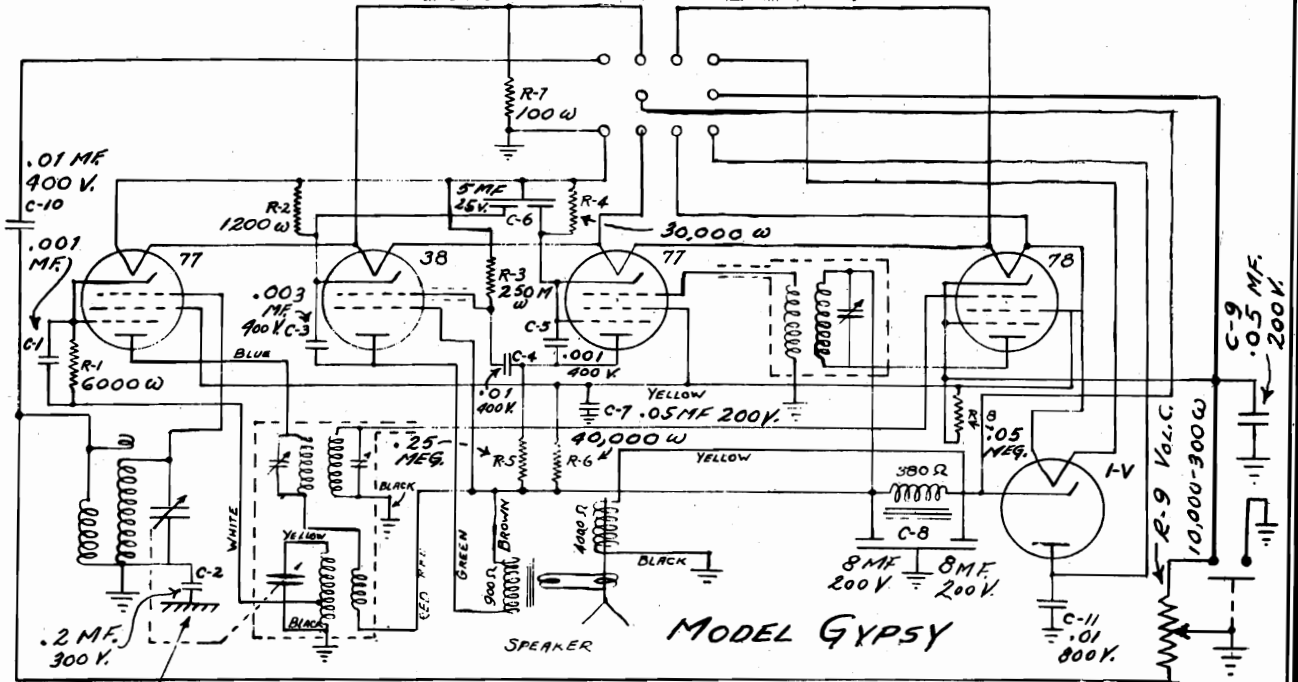 R-7
100 ω
.01 MF.
400 V.
C-10
.001
MF.
77
C-1
R-1
6000 ω
R-2
1200 ω
38
.003
MF.
400 V.
C-3
5 MF
25 V.
C-6
R-4
30,000 ω
R-3
250 M
ω
77
C-5
.001
400 V.
C-4
.01
400 V.
78
C-9
.05 MF.
200 V.
BLUE
YELLOW
C-7 .05 MF 200 V.
.25
MEG.
R-5
40,000 ω
R-6
YELLOW
380 Ω
.05
MEG.
1-V
R-9 VOL. C.
10,000-300 ω
BLACK
WHITE
YELLOW
BLACK
GREEN
BROWN
900 Ω
4000 Ω
BLACK
C-8
8 MF
200 V.
8 MF.
200 V.
C-2
.2 MF.
300 V.
SPEAKER
MODEL GYPSY
C-11
.01
800 V.